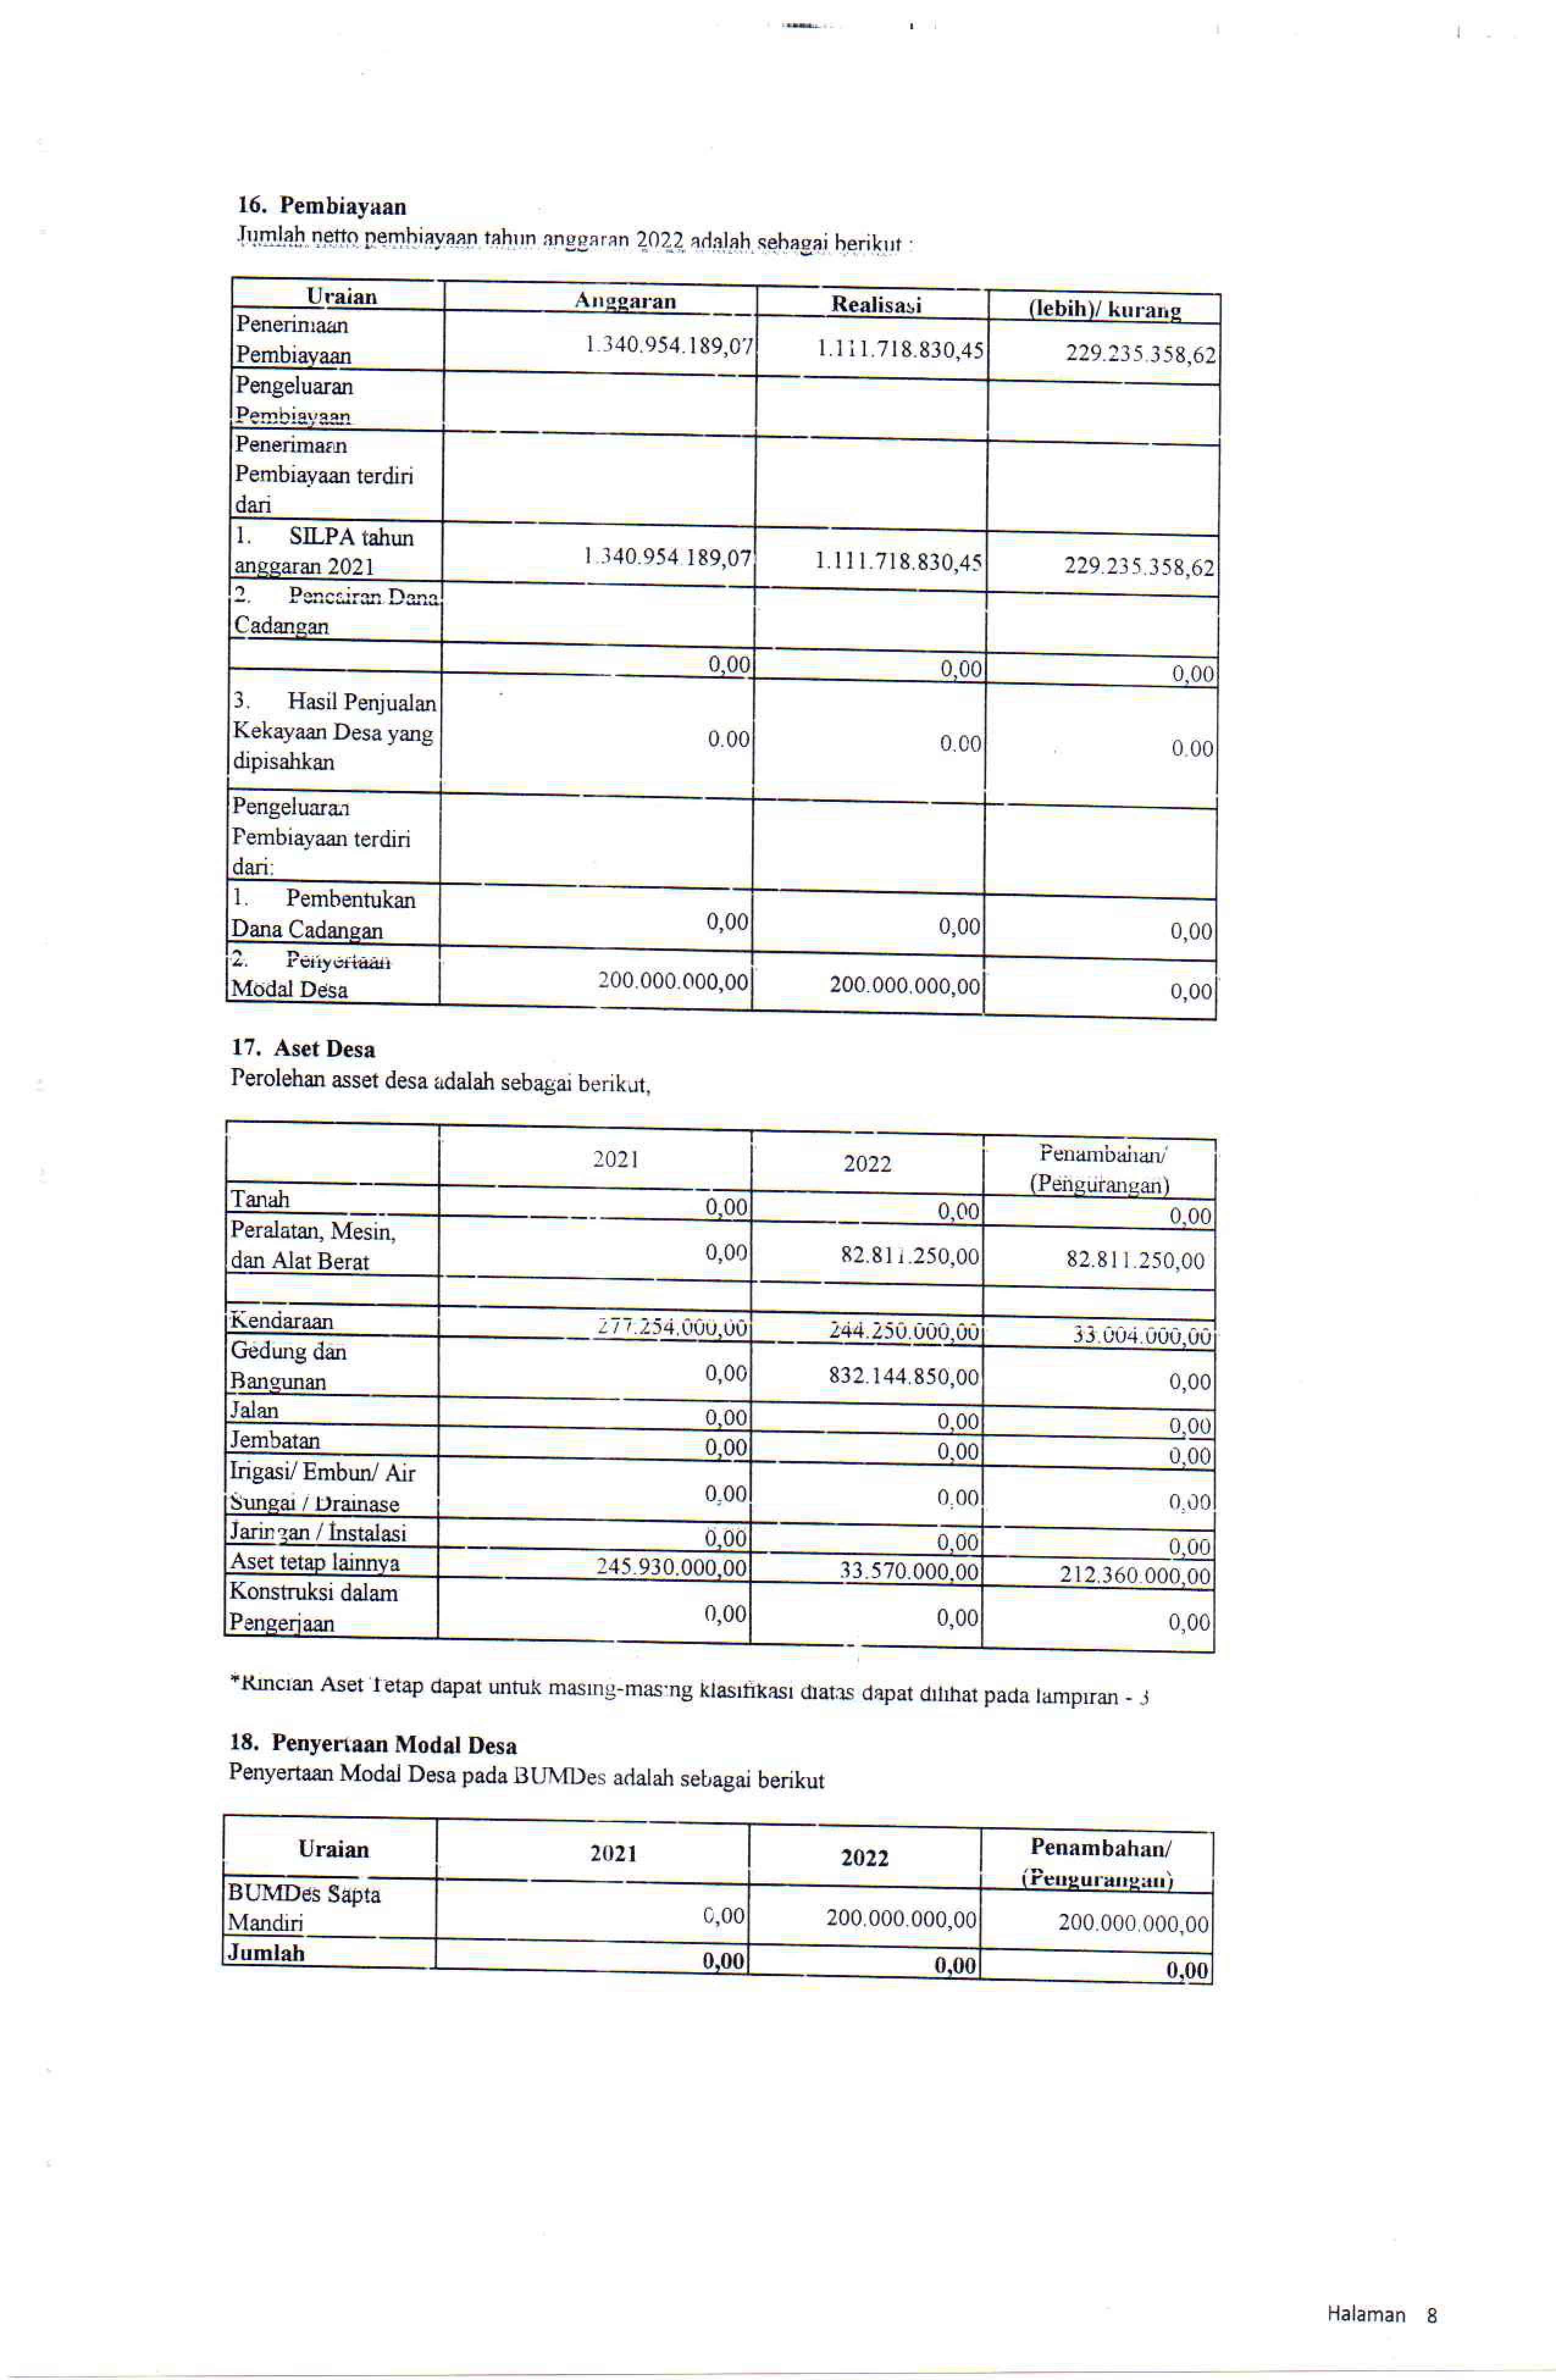 16. Pembiayaan
Jumlah netto pembiayaan tahun anggaran 2022 adalah sebagai berikut :
Uraian Anggaran Realisasi (lebih)/ kurang
Penerimaan
Pembiayaan 1.340.954.189,07 1.111.718.830,45 229.235.358,62
Pengeluaran
Pembiayaan
Penerimaan
Pembiayaan terdiri
dari
1. SILPA tahun
anggaran 2021 1.340.954.189,07 1.111.718.830,45 229.235.358,62
2. Pencairan Dana
Cadangan
0,00 0,00 0,00
3. Hasil Penjualan
Kekayaan Desa yang 0.00 0.00 0.00
dipisahkan
Pengeluaran
Pembiayaan terdiri
dari:
1. Pembentukan
Dana Cadangan 0,00 0,00 0,00
2. Penyertaan
Modal Desa 200.000.000,00 200.000.000,00 0,00
17. Aset Desa
Perolehan asset desa adalah sebagai berikut,
2021 2022 Penambahan/
(Pengurangan)
Tanah 0,00 0,00 0,00
Peralatan, Mesin,
dan Alat Berat 0,00 82.811.250,00 82.811.250,00
Kendaraan 277.254.000,00 244.250.000,00 33.004.000,00
Gedung dan
Bangunan 0,00 832.144.850,00 0,00
Jalan 0,00 0,00 0,00
Jembatan 0,00 0,00 0,00
Irigasi/ Embun/ Air
Sungai / Drainase 0,00 0,00 0,00
Jaringan / Instalasi 0,00 0,00 0,00
Aset tetap lainnya 245.930.000,00 33.570.000,00 212.360.000,00
Konstruksi dalam
Pengerjaan 0,00 0,00 0,00
*Rincian Aset Tetap dapat untuk masing-masing klasifikasi diatas dapat dilihat pada lampiran - 3
18. Penyertaan Modal Desa
Penyertaan Modal Desa pada BUMDes adalah sebagai berikut
Uraian 2021 2022 Penambahan/
(Pengurangan)
BUMDes Sapta
Mandiri 0,00 200.000.000,00 200.000.000,00
Jumlah 0,00 0,00 0,00
Halaman 8